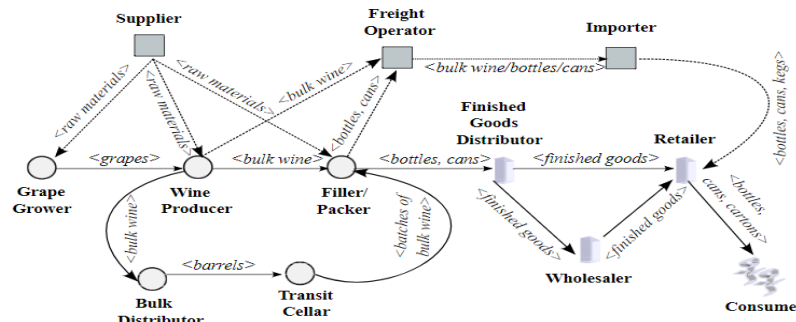 Supplier
Freight
Operator
Importer
<raw materials>
<raw materials>
<raw materials>
<bulk wine>
<bottles, cans>
<bulk wine/bottles/cans>
<bottles, cans, kegs>
Finished
Goods
Distributor
Retailer
<grapes>
<bulk wine>
<bottles, cans>
<finished goods>
Grape
Grower
Wine
Producer
Filler/
Packer
<bulk wine>
<batches of
bulk wine>
<finished goods>
<finished goods>
<bottles,
cans, cartons>
Wholesaler
<barrels>
Bulk
Distributor
Transit
Cellar
Consume